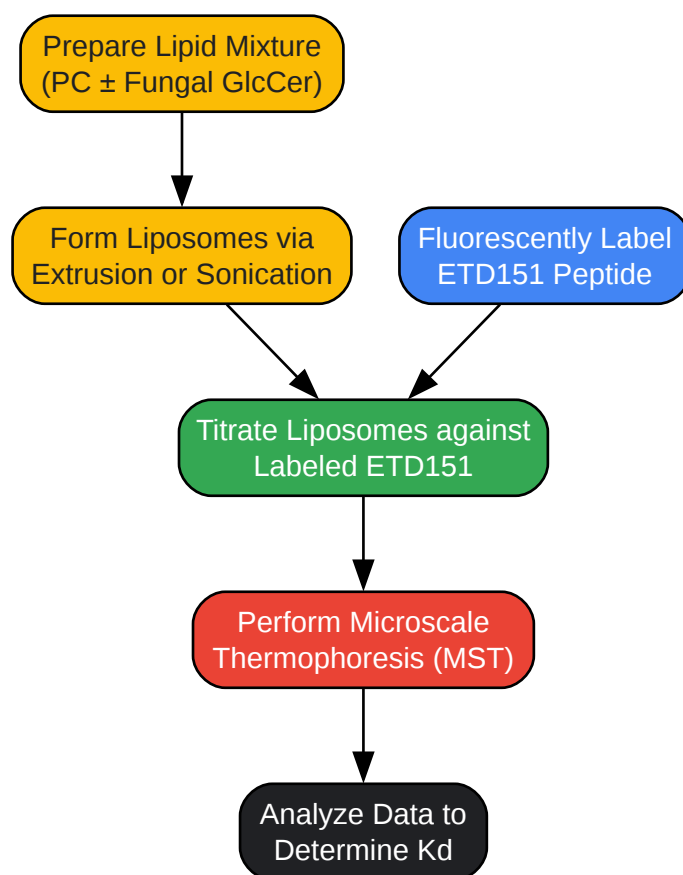 Prepare Lipid Mixture
(PC ± Fungal GlcCer)
Form Liposomes via
Extrusion or Sonication
Fluorescently Label
ETD151 Peptide
Titrate Liposomes against
Labeled ETD151
Perform Microscale
Thermophoresis (MST)
Analyze Data to
Determine Kd